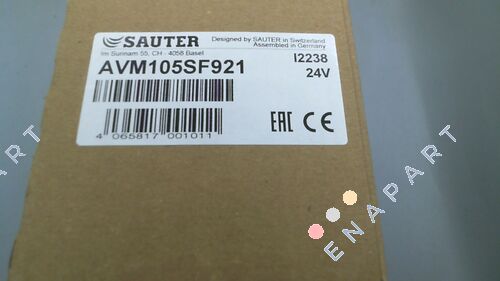 SAUTER
Im Surinam 55, CH - 4058 Basel
Designed by SAUTER in Switzerland.
Assembled in Germany
AVM105SF921
I2238
24V
4 065817 001011
EAC CE
ENAPART